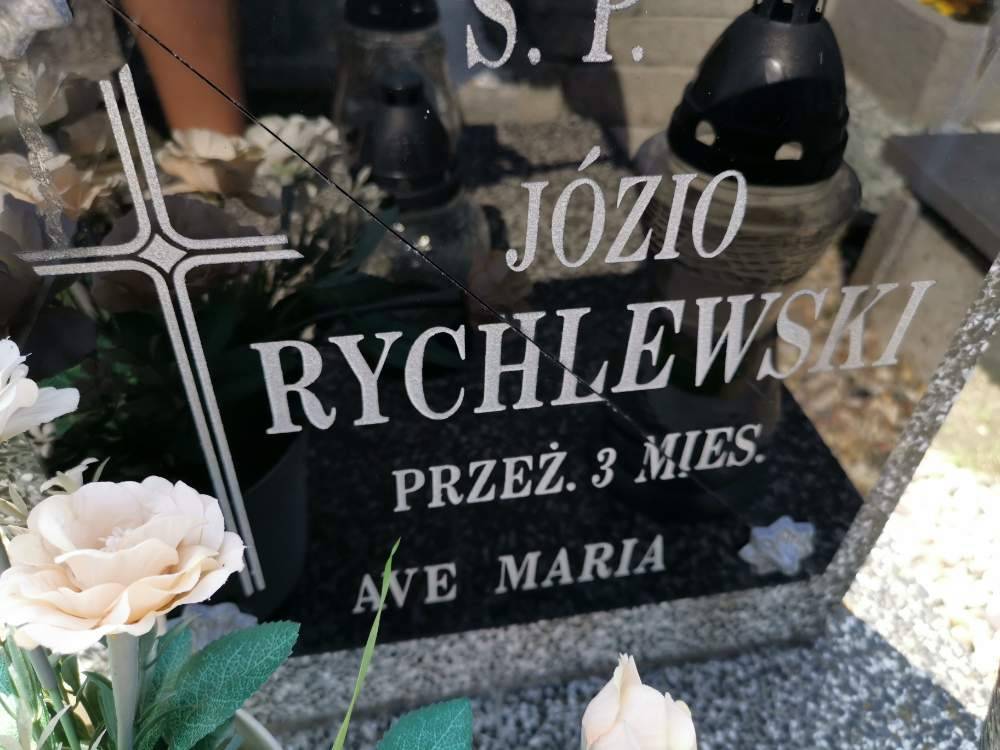 Ś. P.
JÓZIO
RYCHLEWSKI
PRZEŻ. 3 MIES.
AVE MARIA